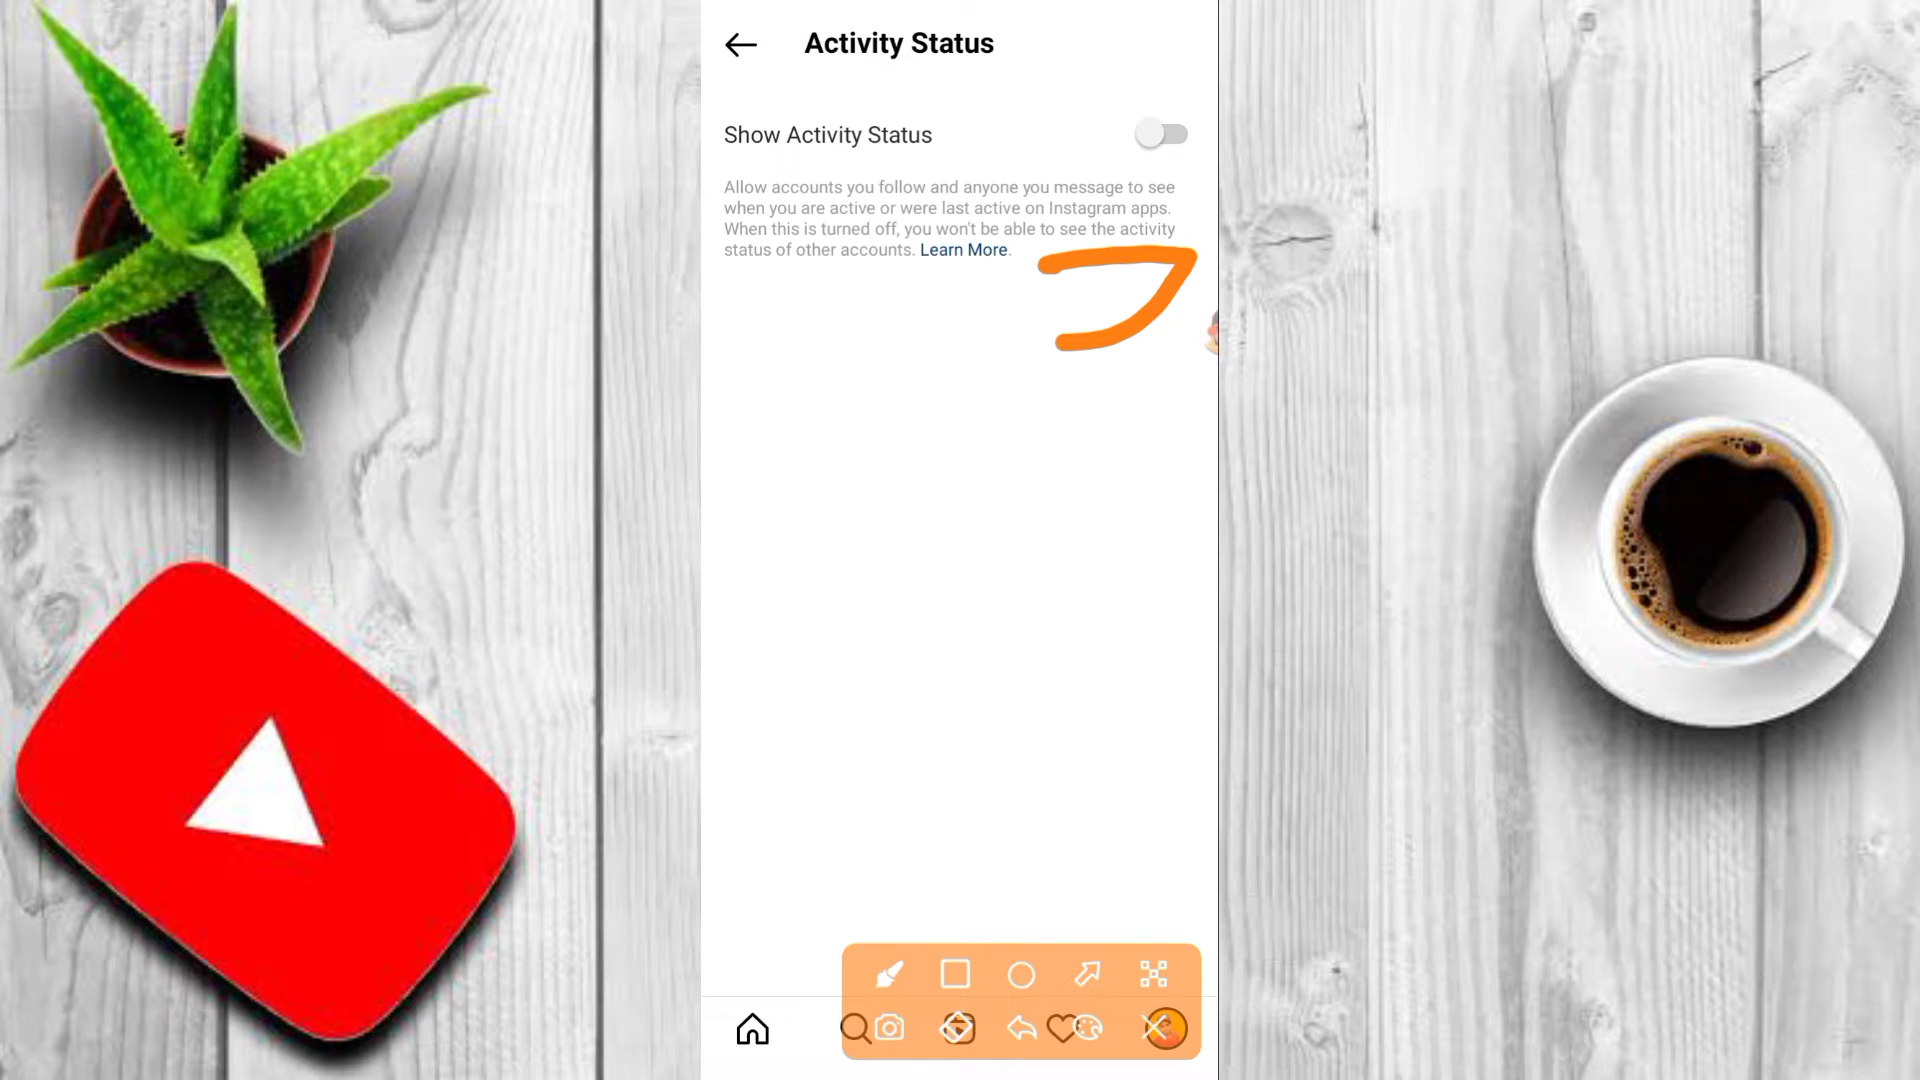 Activity Status
Show Activity Status
Allow accounts you follow and anyone you message to see
when you are active or were last active on Instagram apps.
When this is turned off, you won't be able to see the activity
status of other accounts. Learn More.